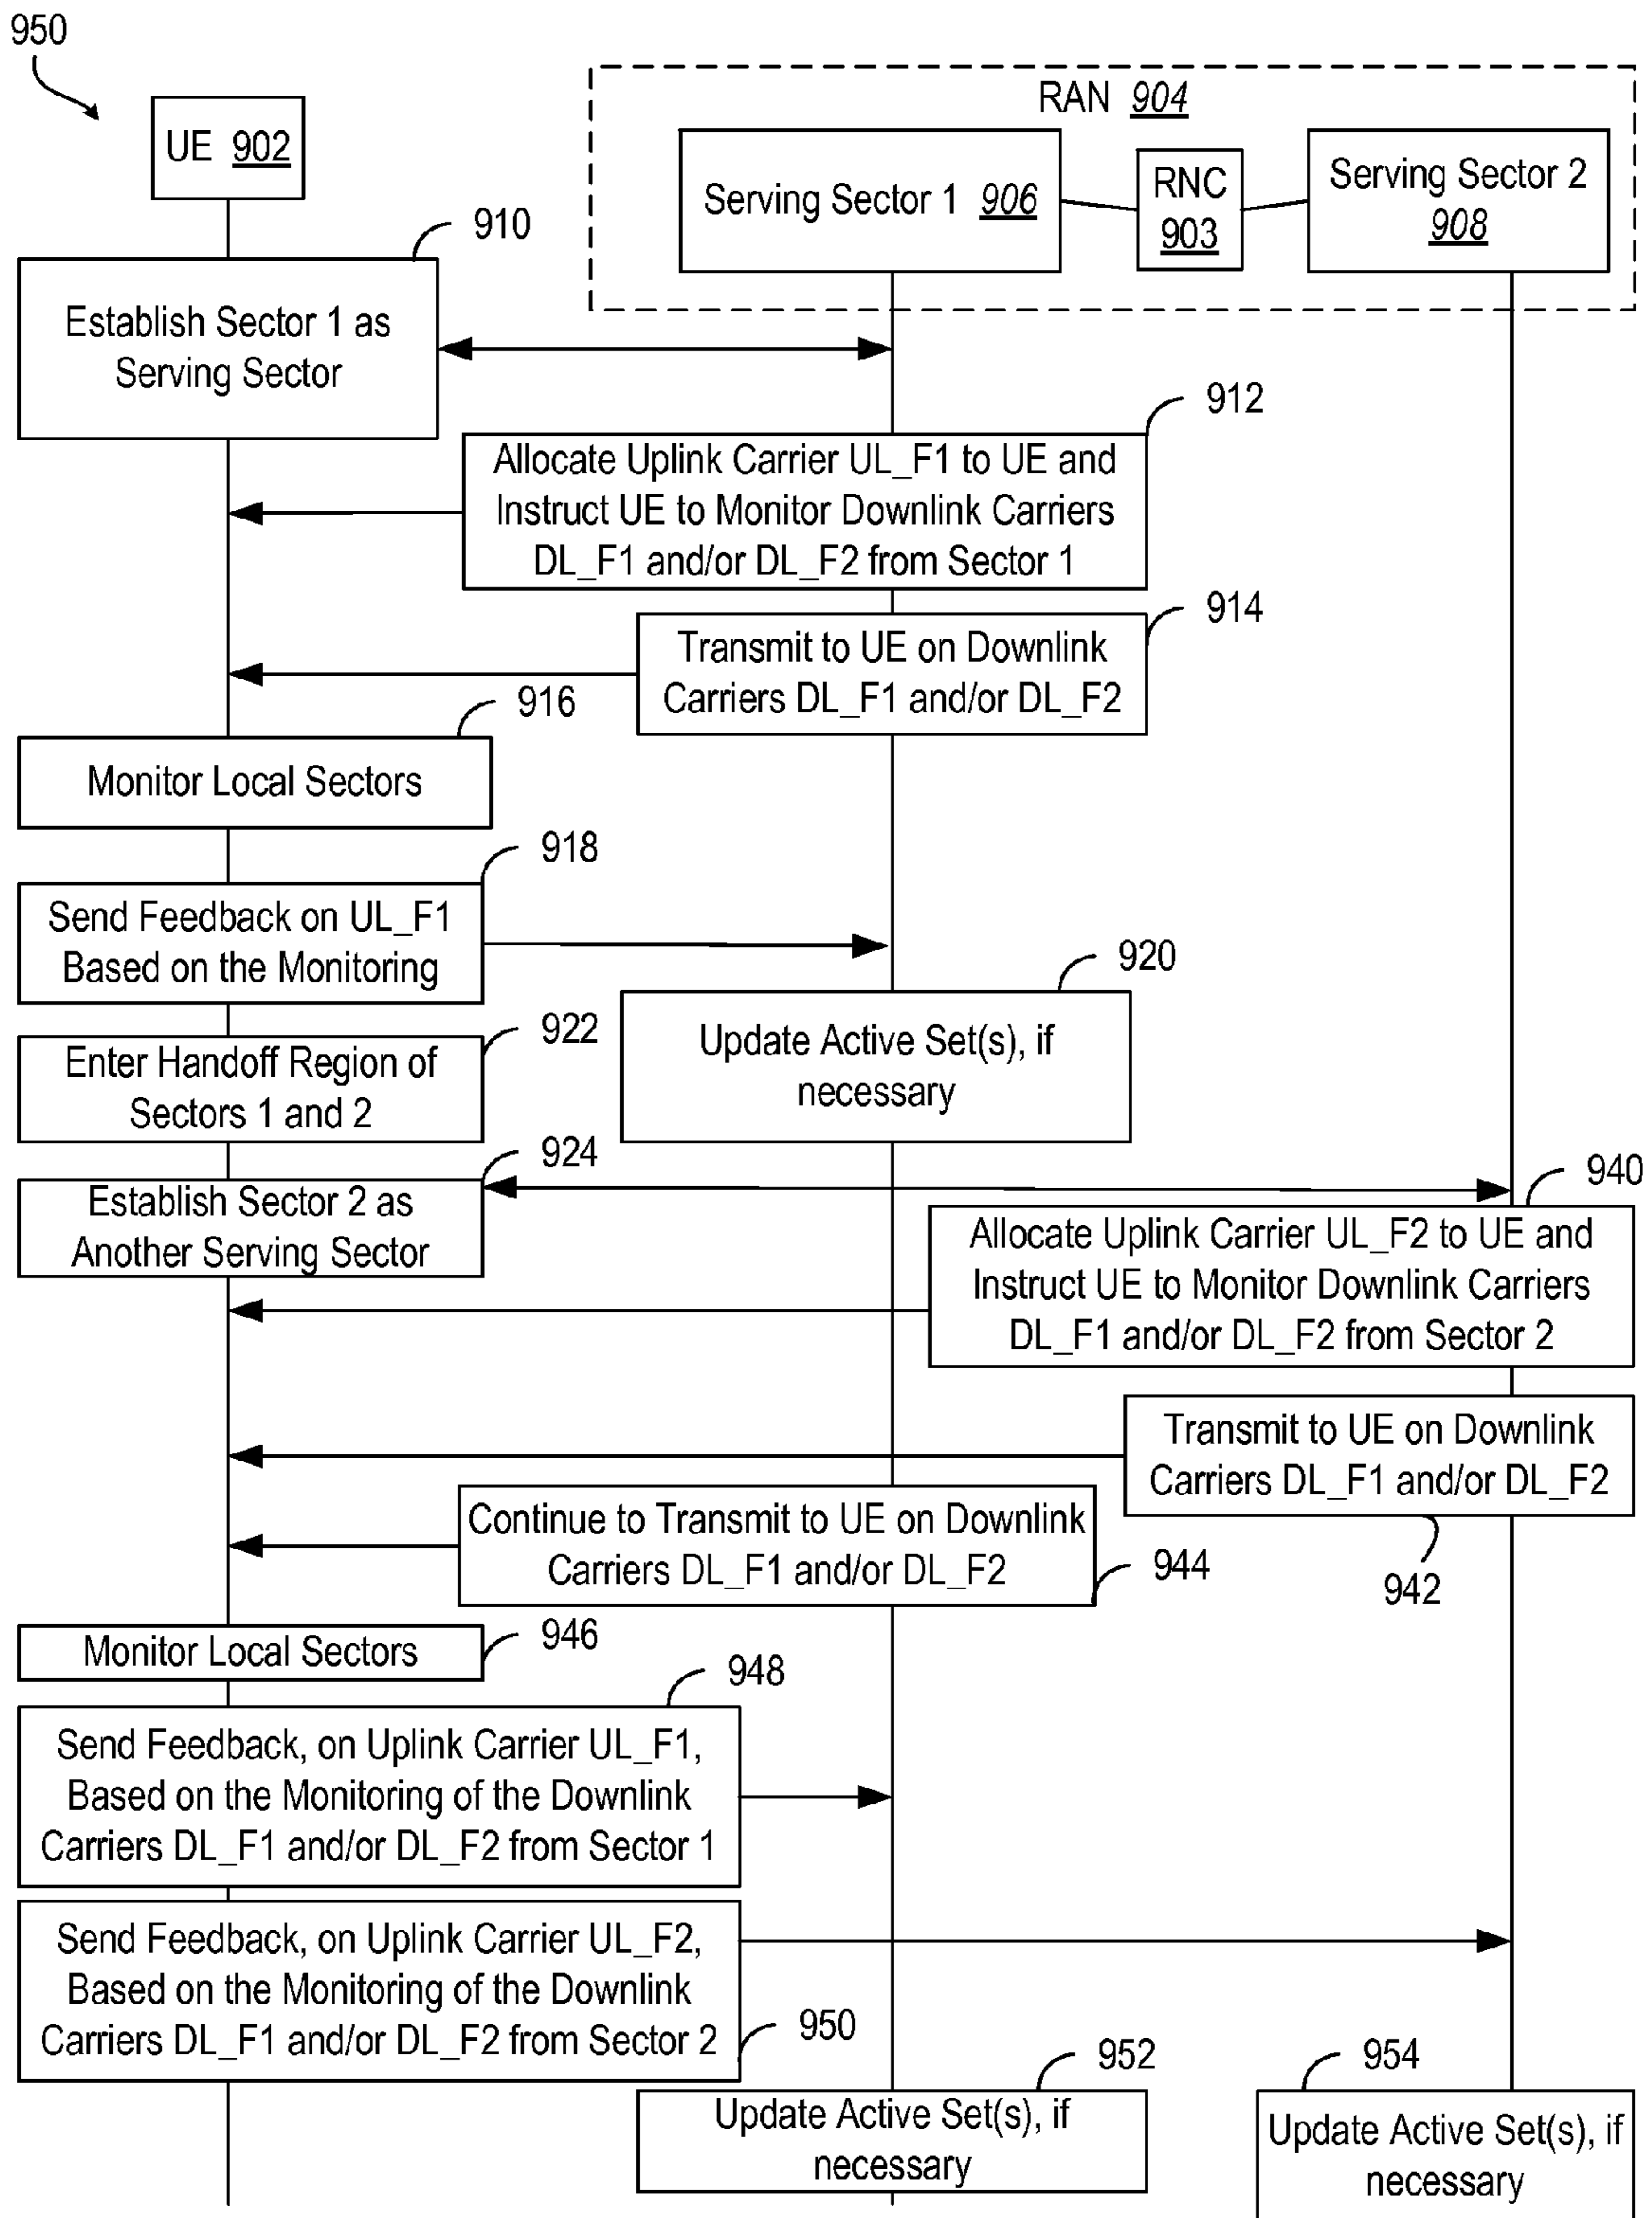 950
RAN 904
UE 902
Serving Sector 1 906
RNC
903
Serving Sector 2
908
910
Establish Sector 1 as
Serving Sector
912
Allocate Uplink Carrier UL_F1 to UE and
Instruct UE to Monitor Downlink Carriers
DL_F1 and/or DL_F2 from Sector 1
914
Transmit to UE on Downlink
Carriers DL_F1 and/or DL_F2
916
Monitor Local Sectors
918
Send Feedback on UL_F1
Based on the Monitoring
920
Update Active Set(s), if
necessary
922
Enter Handoff Region of
Sectors 1 and 2
924
Establish Sector 2 as
Another Serving Sector
940
Allocate Uplink Carrier UL_F2 to UE and
Instruct UE to Monitor Downlink Carriers
DL_F1 and/or DL_F2 from Sector 2
Transmit to UE on Downlink
Carriers DL_F1 and/or DL_F2
942
Continue to Transmit to UE on Downlink
Carriers DL_F1 and/or DL_F2
944
Monitor Local Sectors
946
948
Send Feedback, on Uplink Carrier UL_F1,
Based on the Monitoring of the Downlink
Carriers DL_F1 and/or DL_F2 from Sector 1
Send Feedback, on Uplink Carrier UL_F2,
Based on the Monitoring of the Downlink
Carriers DL_F1 and/or DL_F2 from Sector 2
950
952
Update Active Set(s), if
necessary
954
Update Active Set(s), if
necessary